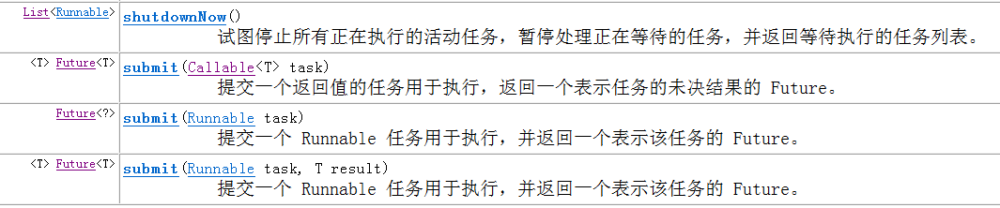 List<Runnable> shutdownNow()
试图停止所有正在执行的活动任务，暂停处理正在等待的任务，并返回等待执行的任务列表。
<T> Future<T> submit(Callable<T> task)
提交一个返回值的任务用于执行，返回一个表示任务的未决结果的 Future。
Future<?> submit(Runnable task)
提交一个 Runnable 任务用于执行，并返回一个表示该任务的 Future。
<T> Future<T> submit(Runnable task, T result)
提交一个 Runnable 任务用于执行，并返回一个表示该任务的 Future。